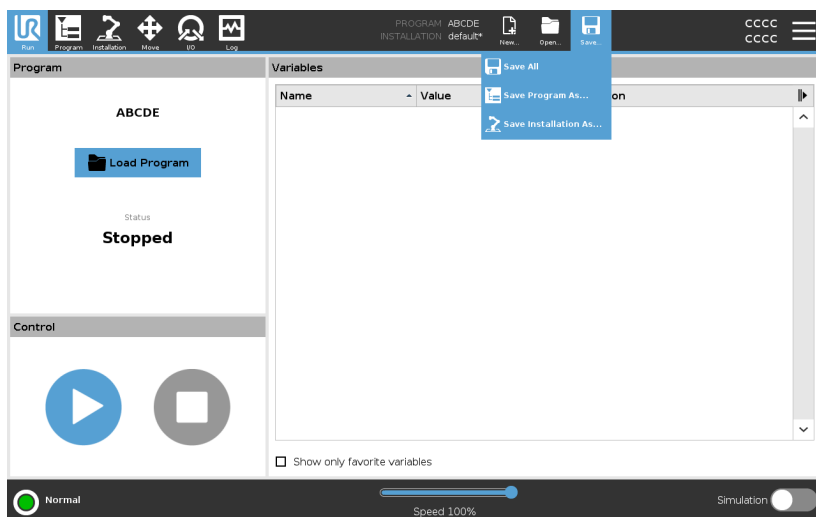 UR
Run
Program
Installation
Move
I/O
Log
PROGRAM ABCDE
INSTALLATION default*
New...
Open...
Save...
CCCC
CCCC
Save All
Save Program As...
Save Installation As...
Program
ABCDE
Load Program
Status
Stopped
Control
Variables
Name Value on
Show only favorite variables
Normal
Speed 100%
Simulation